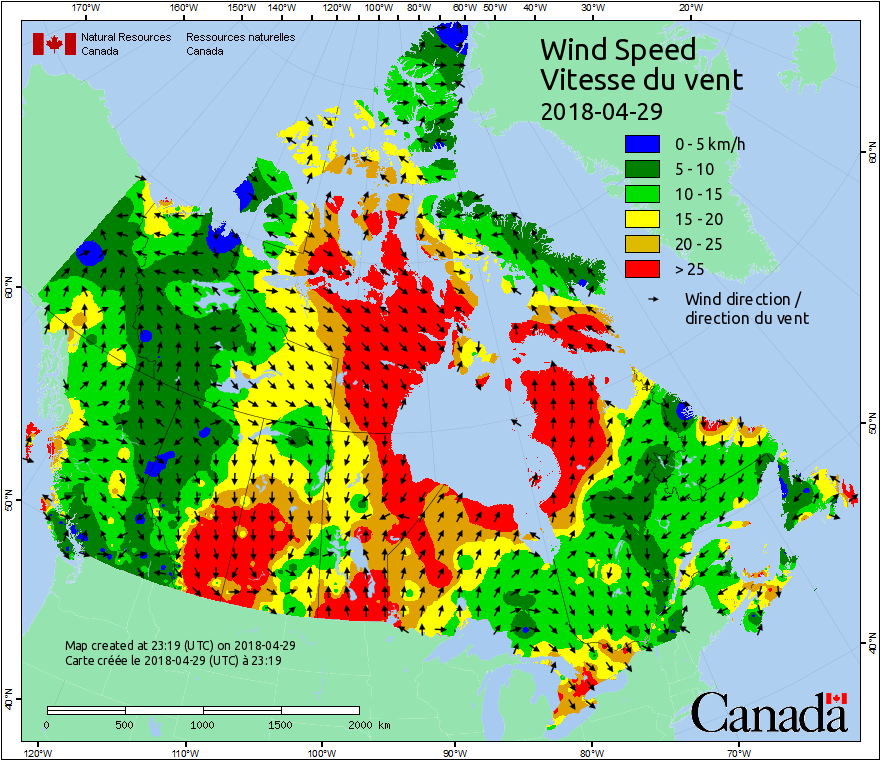 170°W 160°W 150°W 140°W 120°W 100°W 80°W 60°W 50°W 40°W 30°W 20°W
Natural Resources Ressources naturelles
Canada Canada
Wind Speed
Vitesse du vent
2018-04-29
0 - 5 km/h
5 - 10
10 - 15
15 - 20
20 - 25
> 25
Wind direction /
direction du vent
60°N
60°N
50°N
50°N
40°N
40°N
Map created at 23:19 (UTC) on 2018-04-29
Carte créée le 2018-04-29 (UTC) à 23:19
0 500 1000 1500 2000 km
Canada
120°W 110°W 100°W 90°W 80°W 70°W